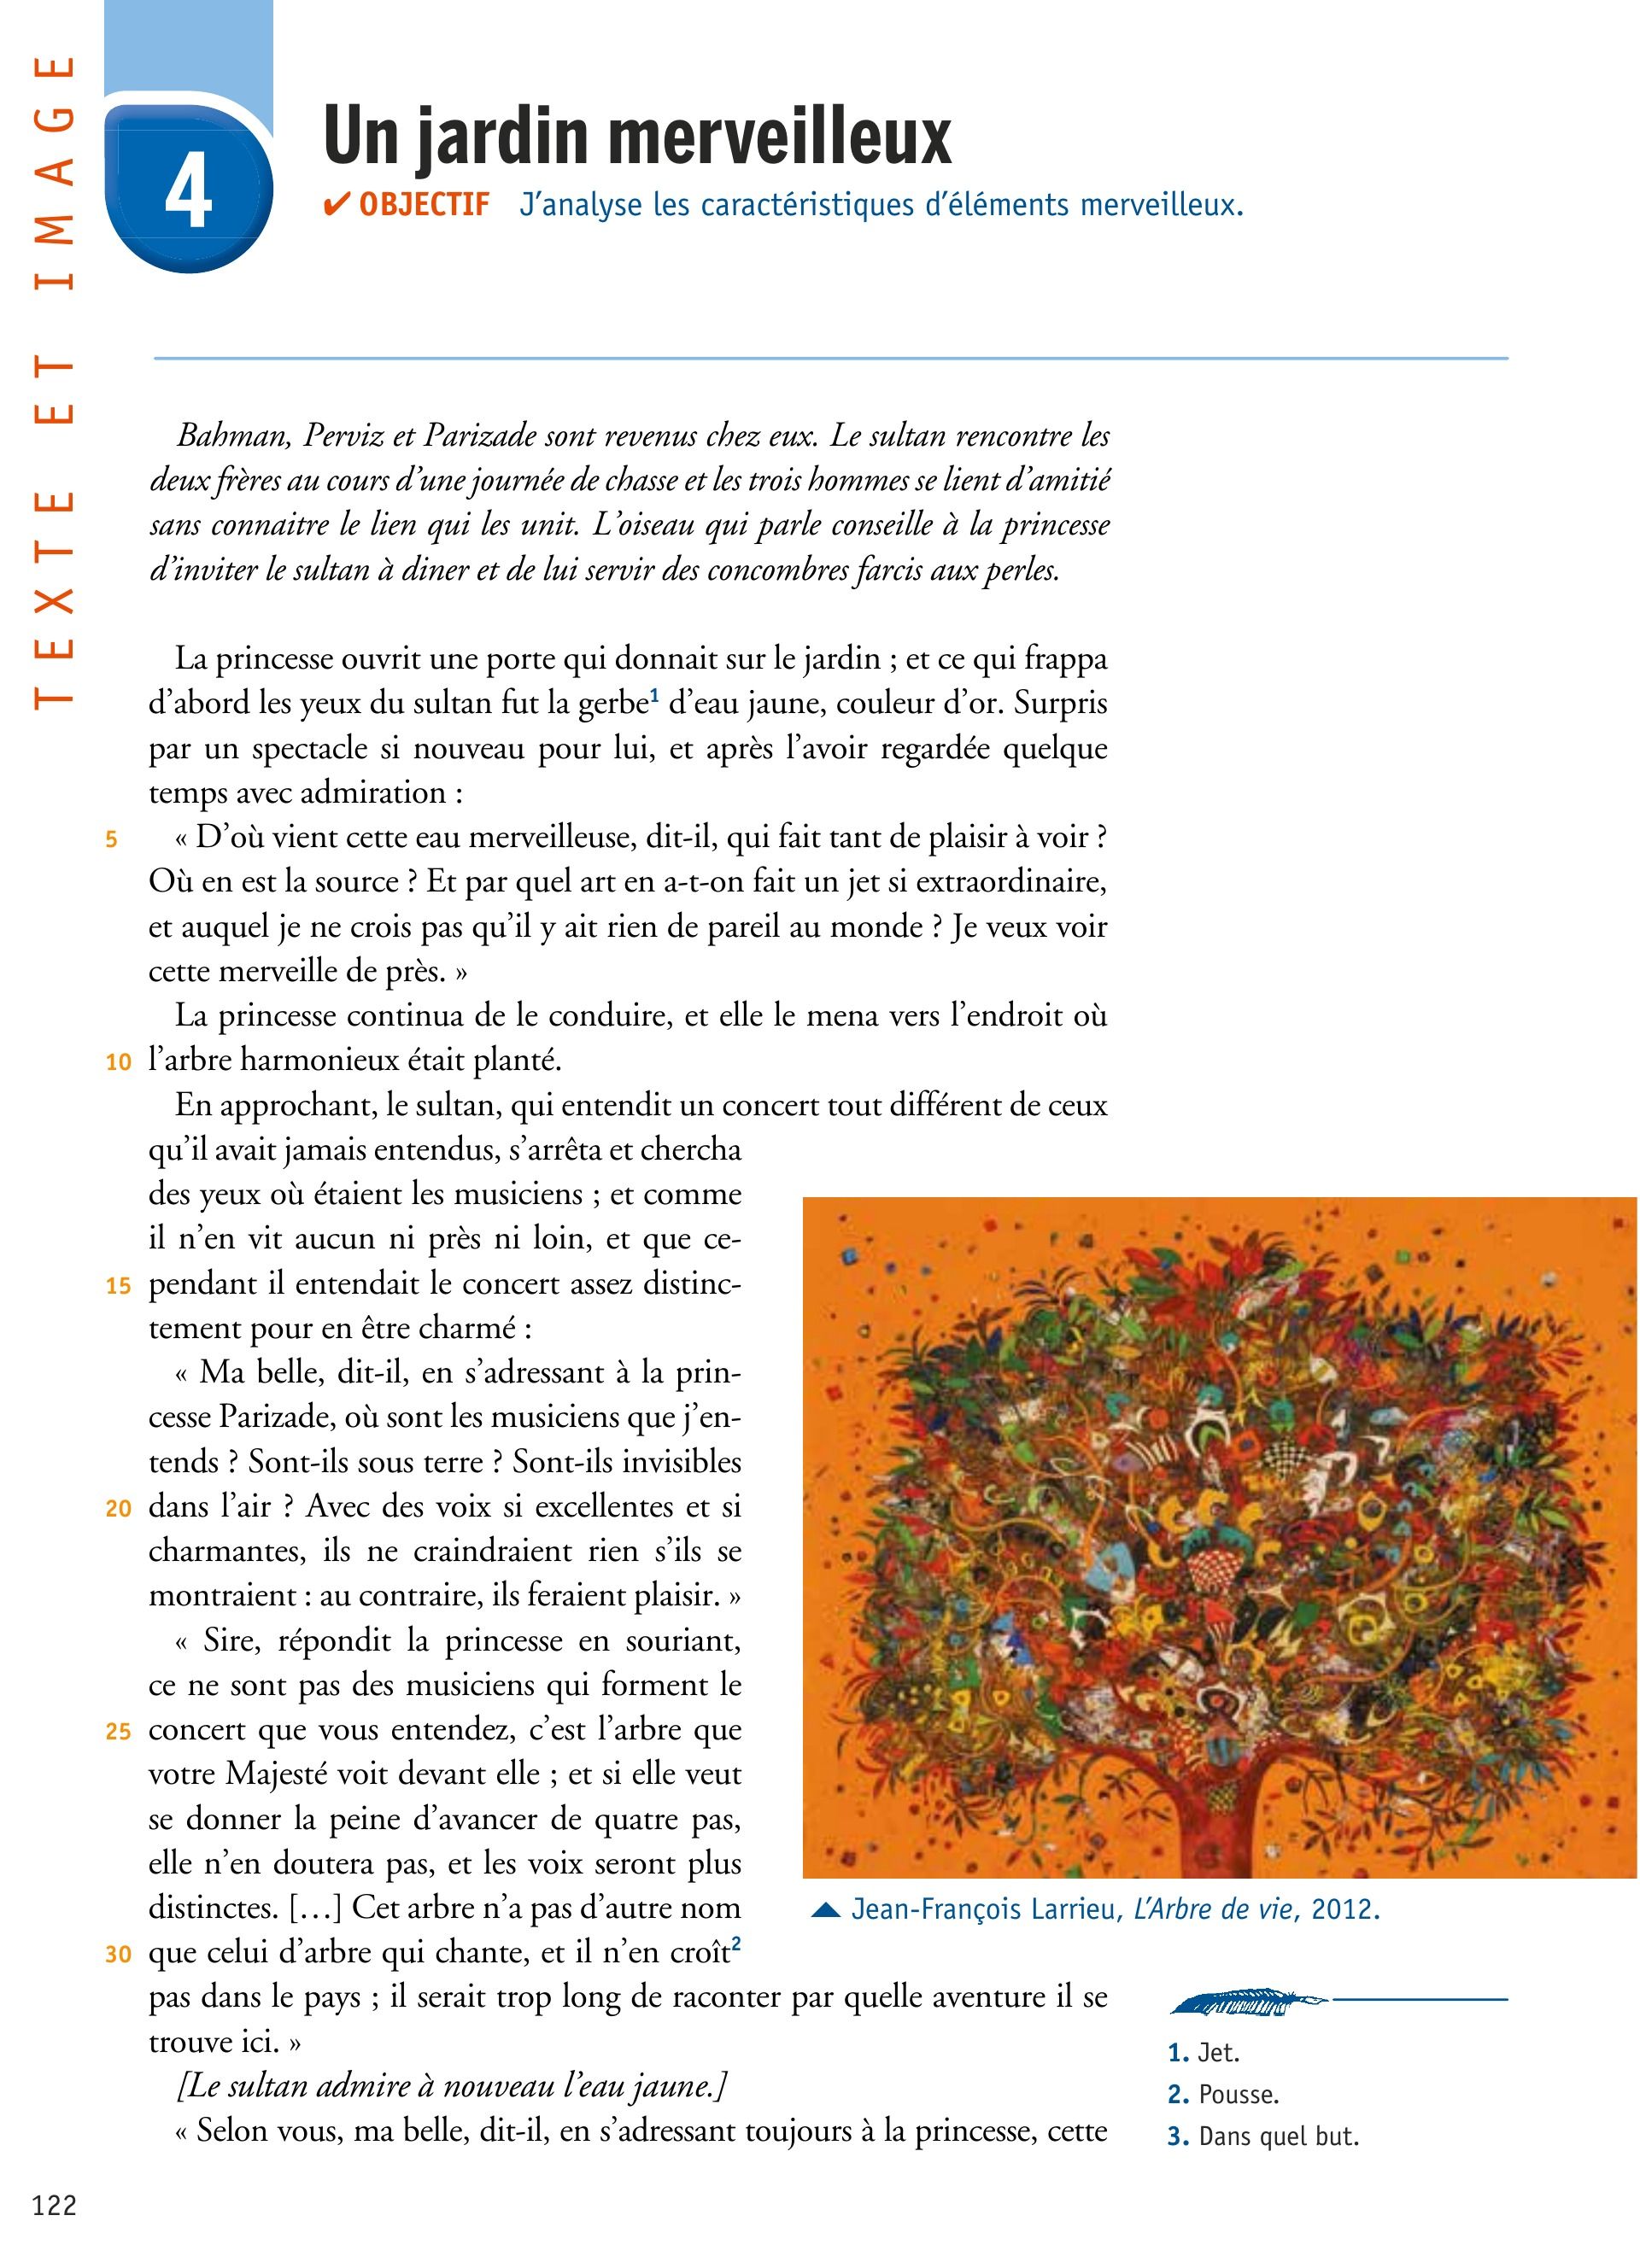 TEXTE ET IMAGE
4
Un jardin merveilleux
✔ OBJECTIF J’analyse les caractéristiques d’éléments merveilleux.
Bahman, Perviz et Parizade sont revenus chez eux. Le sultan rencontre les
deux frères au cours d’une journée de chasse et les trois hommes se lient d’amitié
sans connaitre le lien qui les unit. L’oiseau qui parle conseille à la princesse
d’inviter le sultan à diner et de lui servir des concombres farcis aux perles.
La princesse ouvrit une porte qui donnait sur le jardin ; et ce qui frappa
d’abord les yeux du sultan fut la gerbe1 d’eau jaune, couleur d’or. Surpris
par un spectacle si nouveau pour lui, et après l’avoir regardée quelque
temps avec admiration :
5 « D’où vient cette eau merveilleuse, dit-il, qui fait tant de plaisir à voir ?
Où en est la source ? Et par quel art en a-t-on fait un jet si extraordinaire,
et auquel je ne crois pas qu’il y ait rien de pareil au monde ? Je veux voir
cette merveille de près. »
La princesse continua de le conduire, et elle le mena vers l’endroit où
10 l’arbre harmonieux était planté.
En approchant, le sultan, qui entendit un concert tout différent de ceux
qu’il avait jamais entendus, s’arrêta et chercha
des yeux où étaient les musiciens ; et comme
il n’en vit aucun ni près ni loin, et que ce-
15 pendant il entendait le concert assez distinc-
tement pour en être charmé :
« Ma belle, dit-il, en s’adressant à la prin-
cesse Parizade, où sont les musiciens que j’en-
tends ? Sont-ils sous terre ? Sont-ils invisibles
20 dans l’air ? Avec des voix si excellentes et si
charmantes, ils ne craindraient rien s’ils se
montraient : au contraire, ils feraient plaisir. »
« Sire, répondit la princesse en souriant,
ce ne sont pas des musiciens qui forment le
25 concert que vous entendez, c’est l’arbre que
votre Majesté voit devant elle ; et si elle veut
se donner la peine d’avancer de quatre pas,
elle n’en doutera pas, et les voix seront plus
distinctes. […] Cet arbre n’a pas d’autre nom
30 que celui d’arbre qui chante, et il n’en croît2
pas dans le pays ; il serait trop long de raconter par quelle aventure il se
trouve ici. »
[Le sultan admire à nouveau l’eau jaune.]
« Selon vous, ma belle, dit-il, en s’adressant toujours à la princesse, cette
▲ Jean-François Larrieu, L’Arbre de vie, 2012.
1. Jet.
2. Pousse.
3. Dans quel but.
122